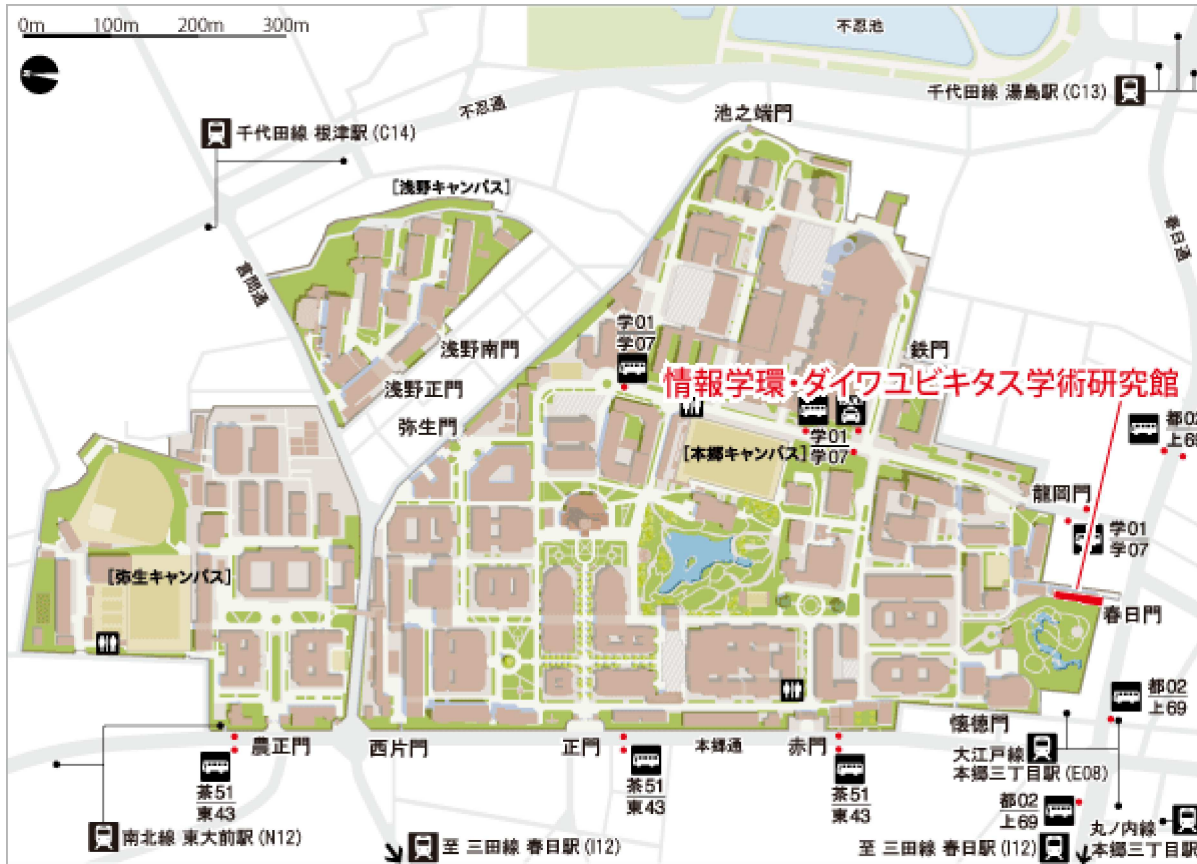 0m 100m 200m 300m
不忍池
千代田線 湯島駅(C13)
不忍通
池之端門
千代田線 根津駅(C14)
[浅野キャンパス]
春日通
言問通
学01
学07
浅野南門
鉄門
浅野正門
情報学環・ダイワユビキタス学術研究館
弥生門
都02
上69
[本郷キャンパス]
学01
学07
龍岡門
学01
学07
[弥生キャンパス]
春日門
都02
上69
農正門
西片門
正門
本郷通
赤門
懐徳門
大江戸線
本郷三丁目駅(E08)
茶51
東43
茶51
東43
茶51
東43
都02
上69
丸ノ内線
本郷三丁目駅
南北線 東大前駅(N12)
至 三田線 春日駅(I12)
至 三田線 春日駅(I12)